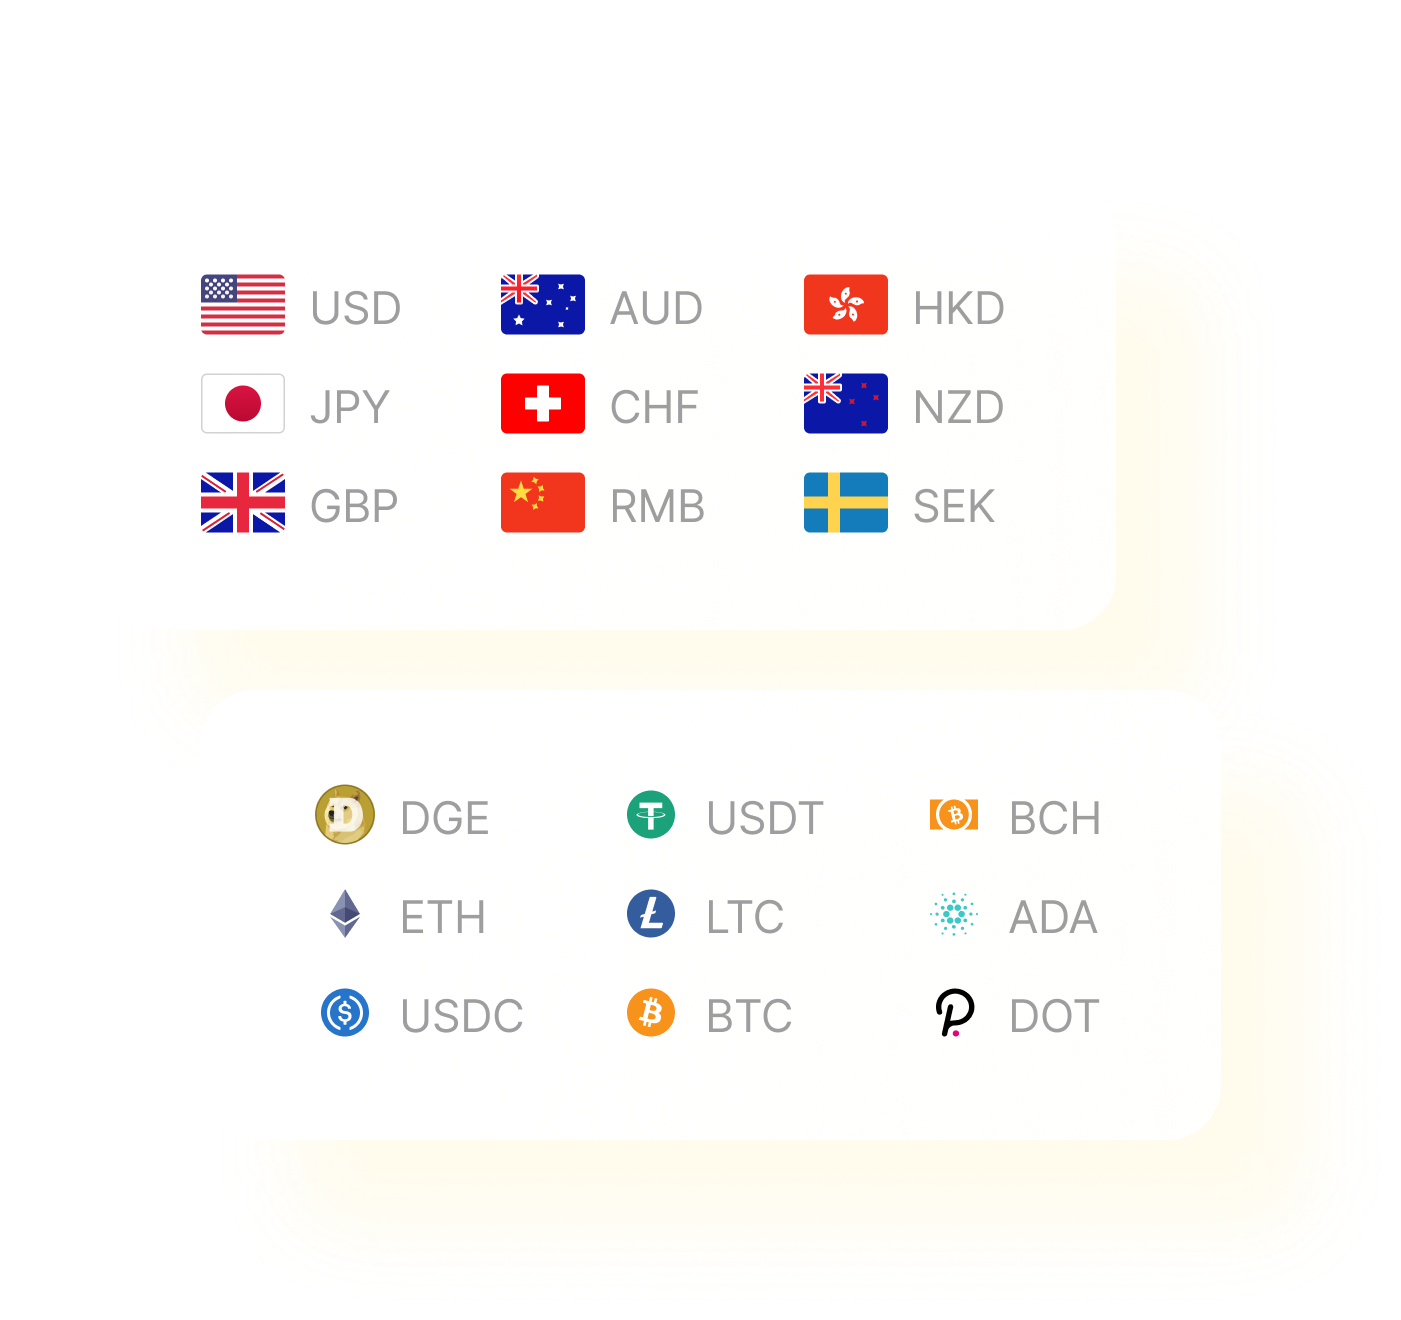 USD AUD HKD
JPY CHF NZD
GBP RMB SEK
DGE USDT BCH
ETH LTC ADA
USDC BTC DOT